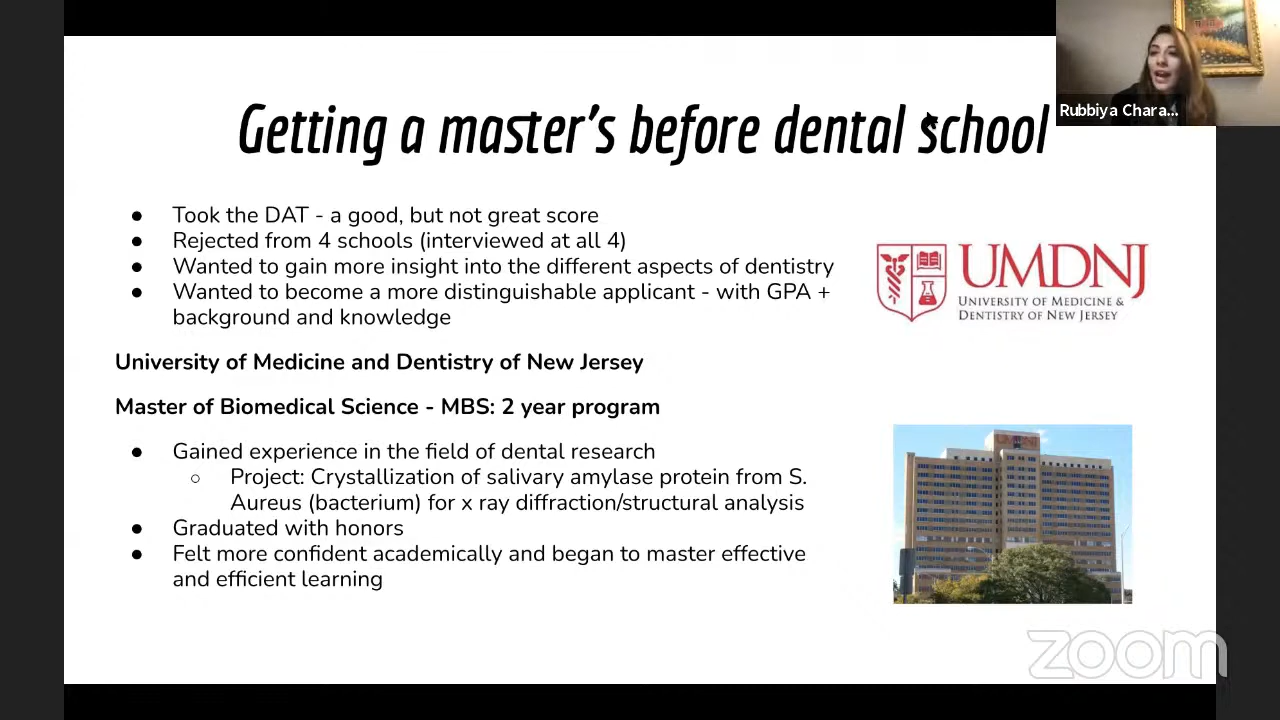 Getting a master's before dental school
Rubbiya Chara...
● Took the DAT - a good, but not great score
● Rejected from 4 schools (interviewed at all 4)
● Wanted to gain more insight into the different aspects of dentistry
● Wanted to become a more distinguishable applicant - with GPA +
background and knowledge
UMDNJ
UNIVERSITY OF MEDICINE &
DENTISTRY OF NEW JERSEY
University of Medicine and Dentistry of New Jersey
Master of Biomedical Science - MBS: 2 year program
● Gained experience in the field of dental research
○ Project: Crystallization of salivary amylase protein from S.
Aureus (bacterium) for x ray diffraction/structural analysis
● Graduated with honors
● Felt more confident academically and began to master effective
and efficient learning
UMDNJ
zoom